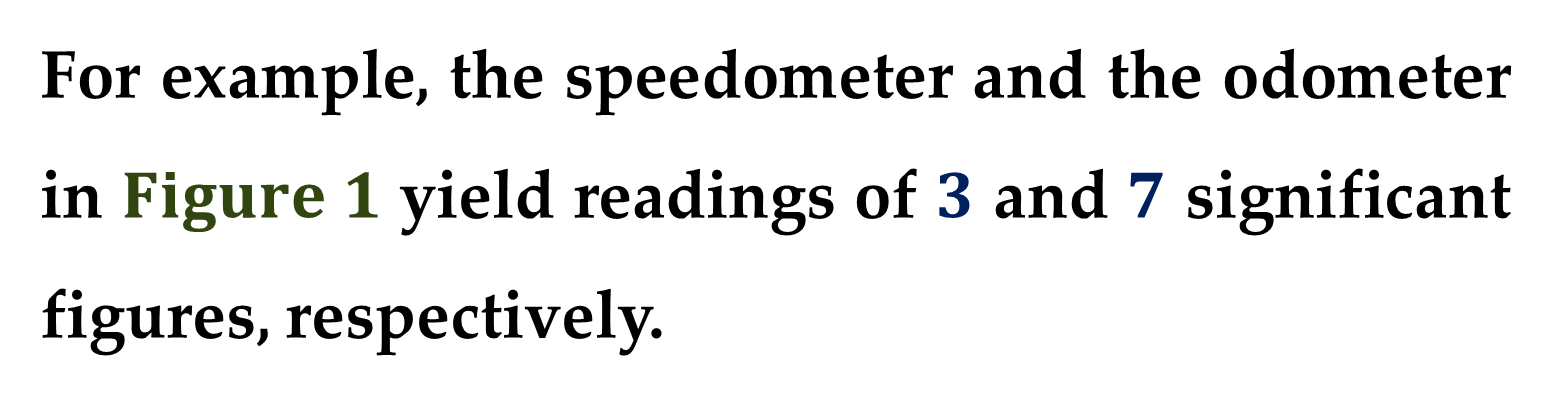 For example, the speedometer and the odometer
in Figure 1 yield readings of 3 and 7 significant
figures, respectively.